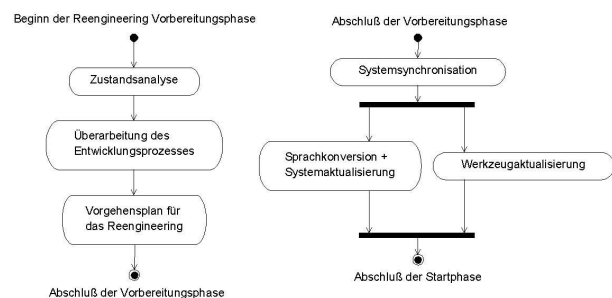 Beginn der Reengineering Vorbereitungsphase
Zustandsanalyse
Überarbeitung des
Entwicklungsprozesses
Vorgehensplan für
das Reengineering
Abschluß der Vorbereitungsphase
Abschluß der Vorbereitungsphase
Systemsynchronisation
Sprachkonversion +
Systemaktualisierung
Werkzeugaktualisierung
Abschluß der Startphase